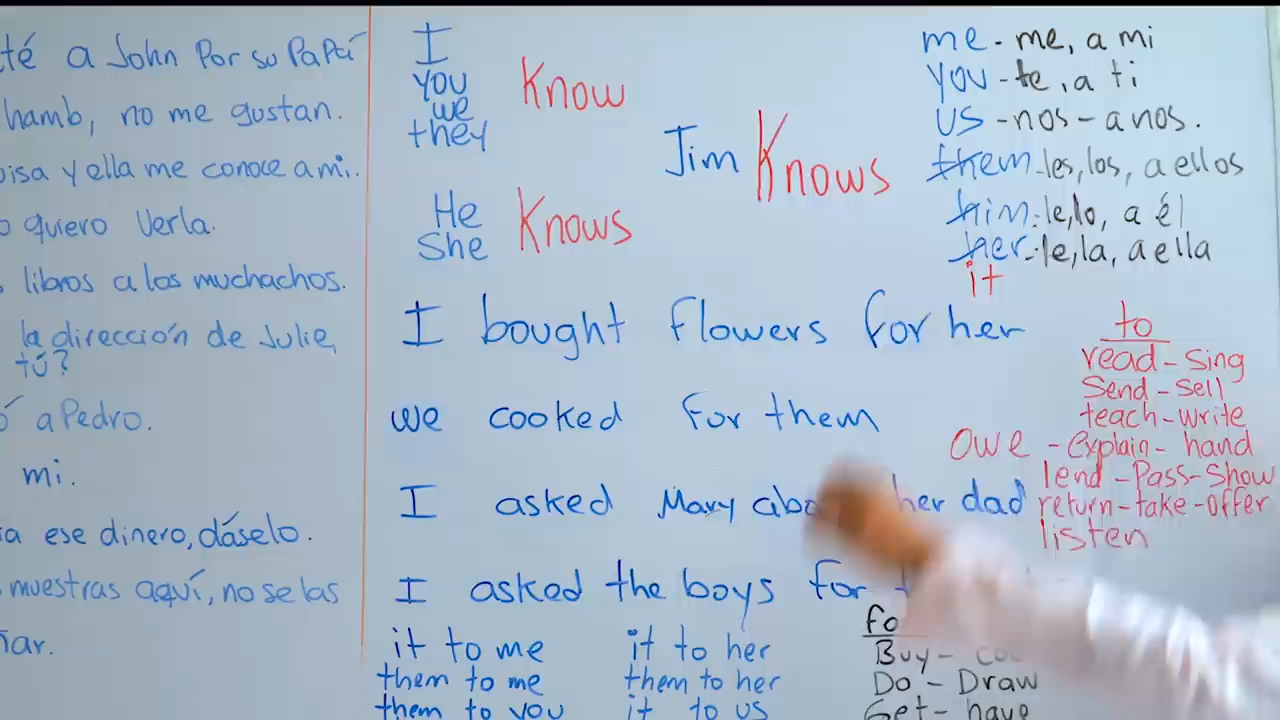 té a John Por su Papá
hamb, no me gustan.
oisa y ella me conoce a mi.
o quiero Verla.
libros a los muchachos.
la dirección de Julie,
tú?
a Pedro.
mi.
a ese dinero, dáselo.
muestras aquí, no se las
ñar.
I
you
we
they
Know
He
She
Knows
Jim Knows
I bought flowers for her
we cooked for them
I asked Mary her dad
I asked the boys for
it to me
them to me
them to you
it to her
them to her
it to us
me - me, a mi
you - te, a ti
us - nos - a nos.
them - les, los, a ellos
him - le, lo, a él
her - le, la, a ella
it
to
read - sing
Send - Sell
teach - write
owe - explain - hand
lend - Pass - Show
return - take - offer
listen
Buy -
Do - Draw
Get - have